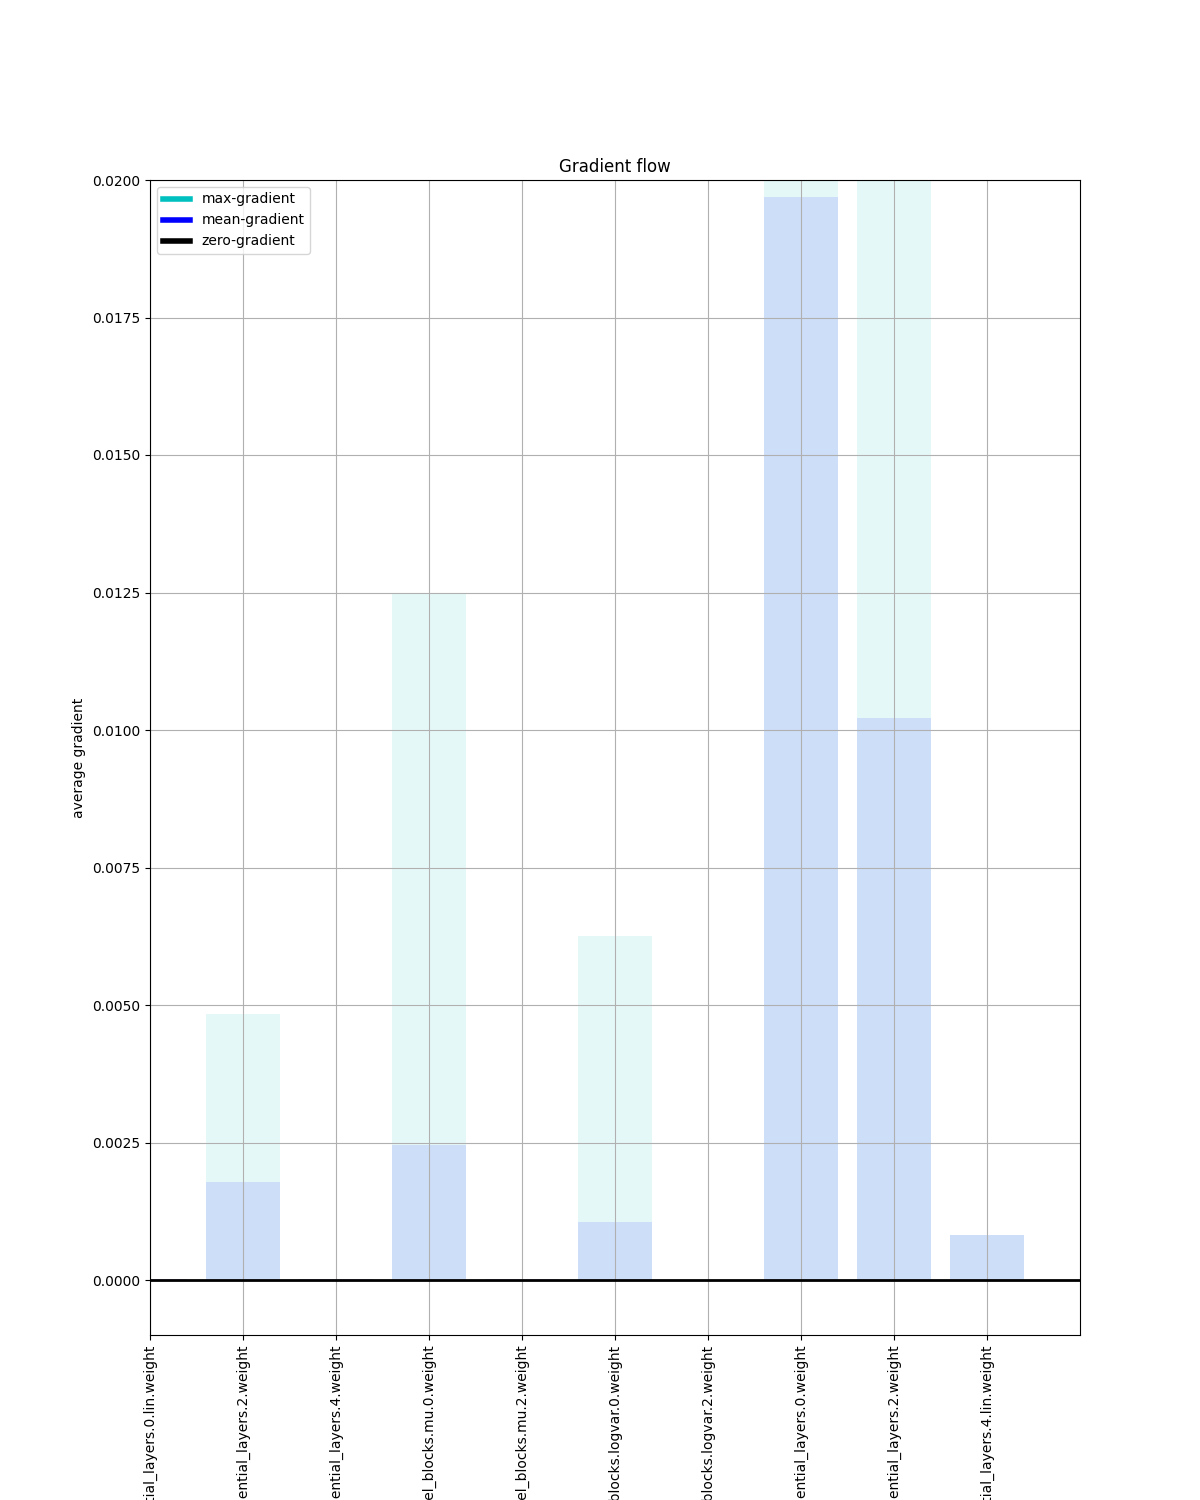 Gradient flow
max-gradient
mean-gradient
zero-gradient
average gradient
0.0200
0.0175
0.0150
0.0125
0.0100
0.0075
0.0050
0.0025
0.0000
tial_layers.0.lin.weight
ential_layers.2.weight
ential_layers.4.weight
el_blocks.mu.0.weight
el_blocks.mu.2.weight
blocks.logvar.0.weight
blocks.logvar.2.weight
ential_layers.0.weight
ential_layers.2.weight
tial_layers.4.lin.weight